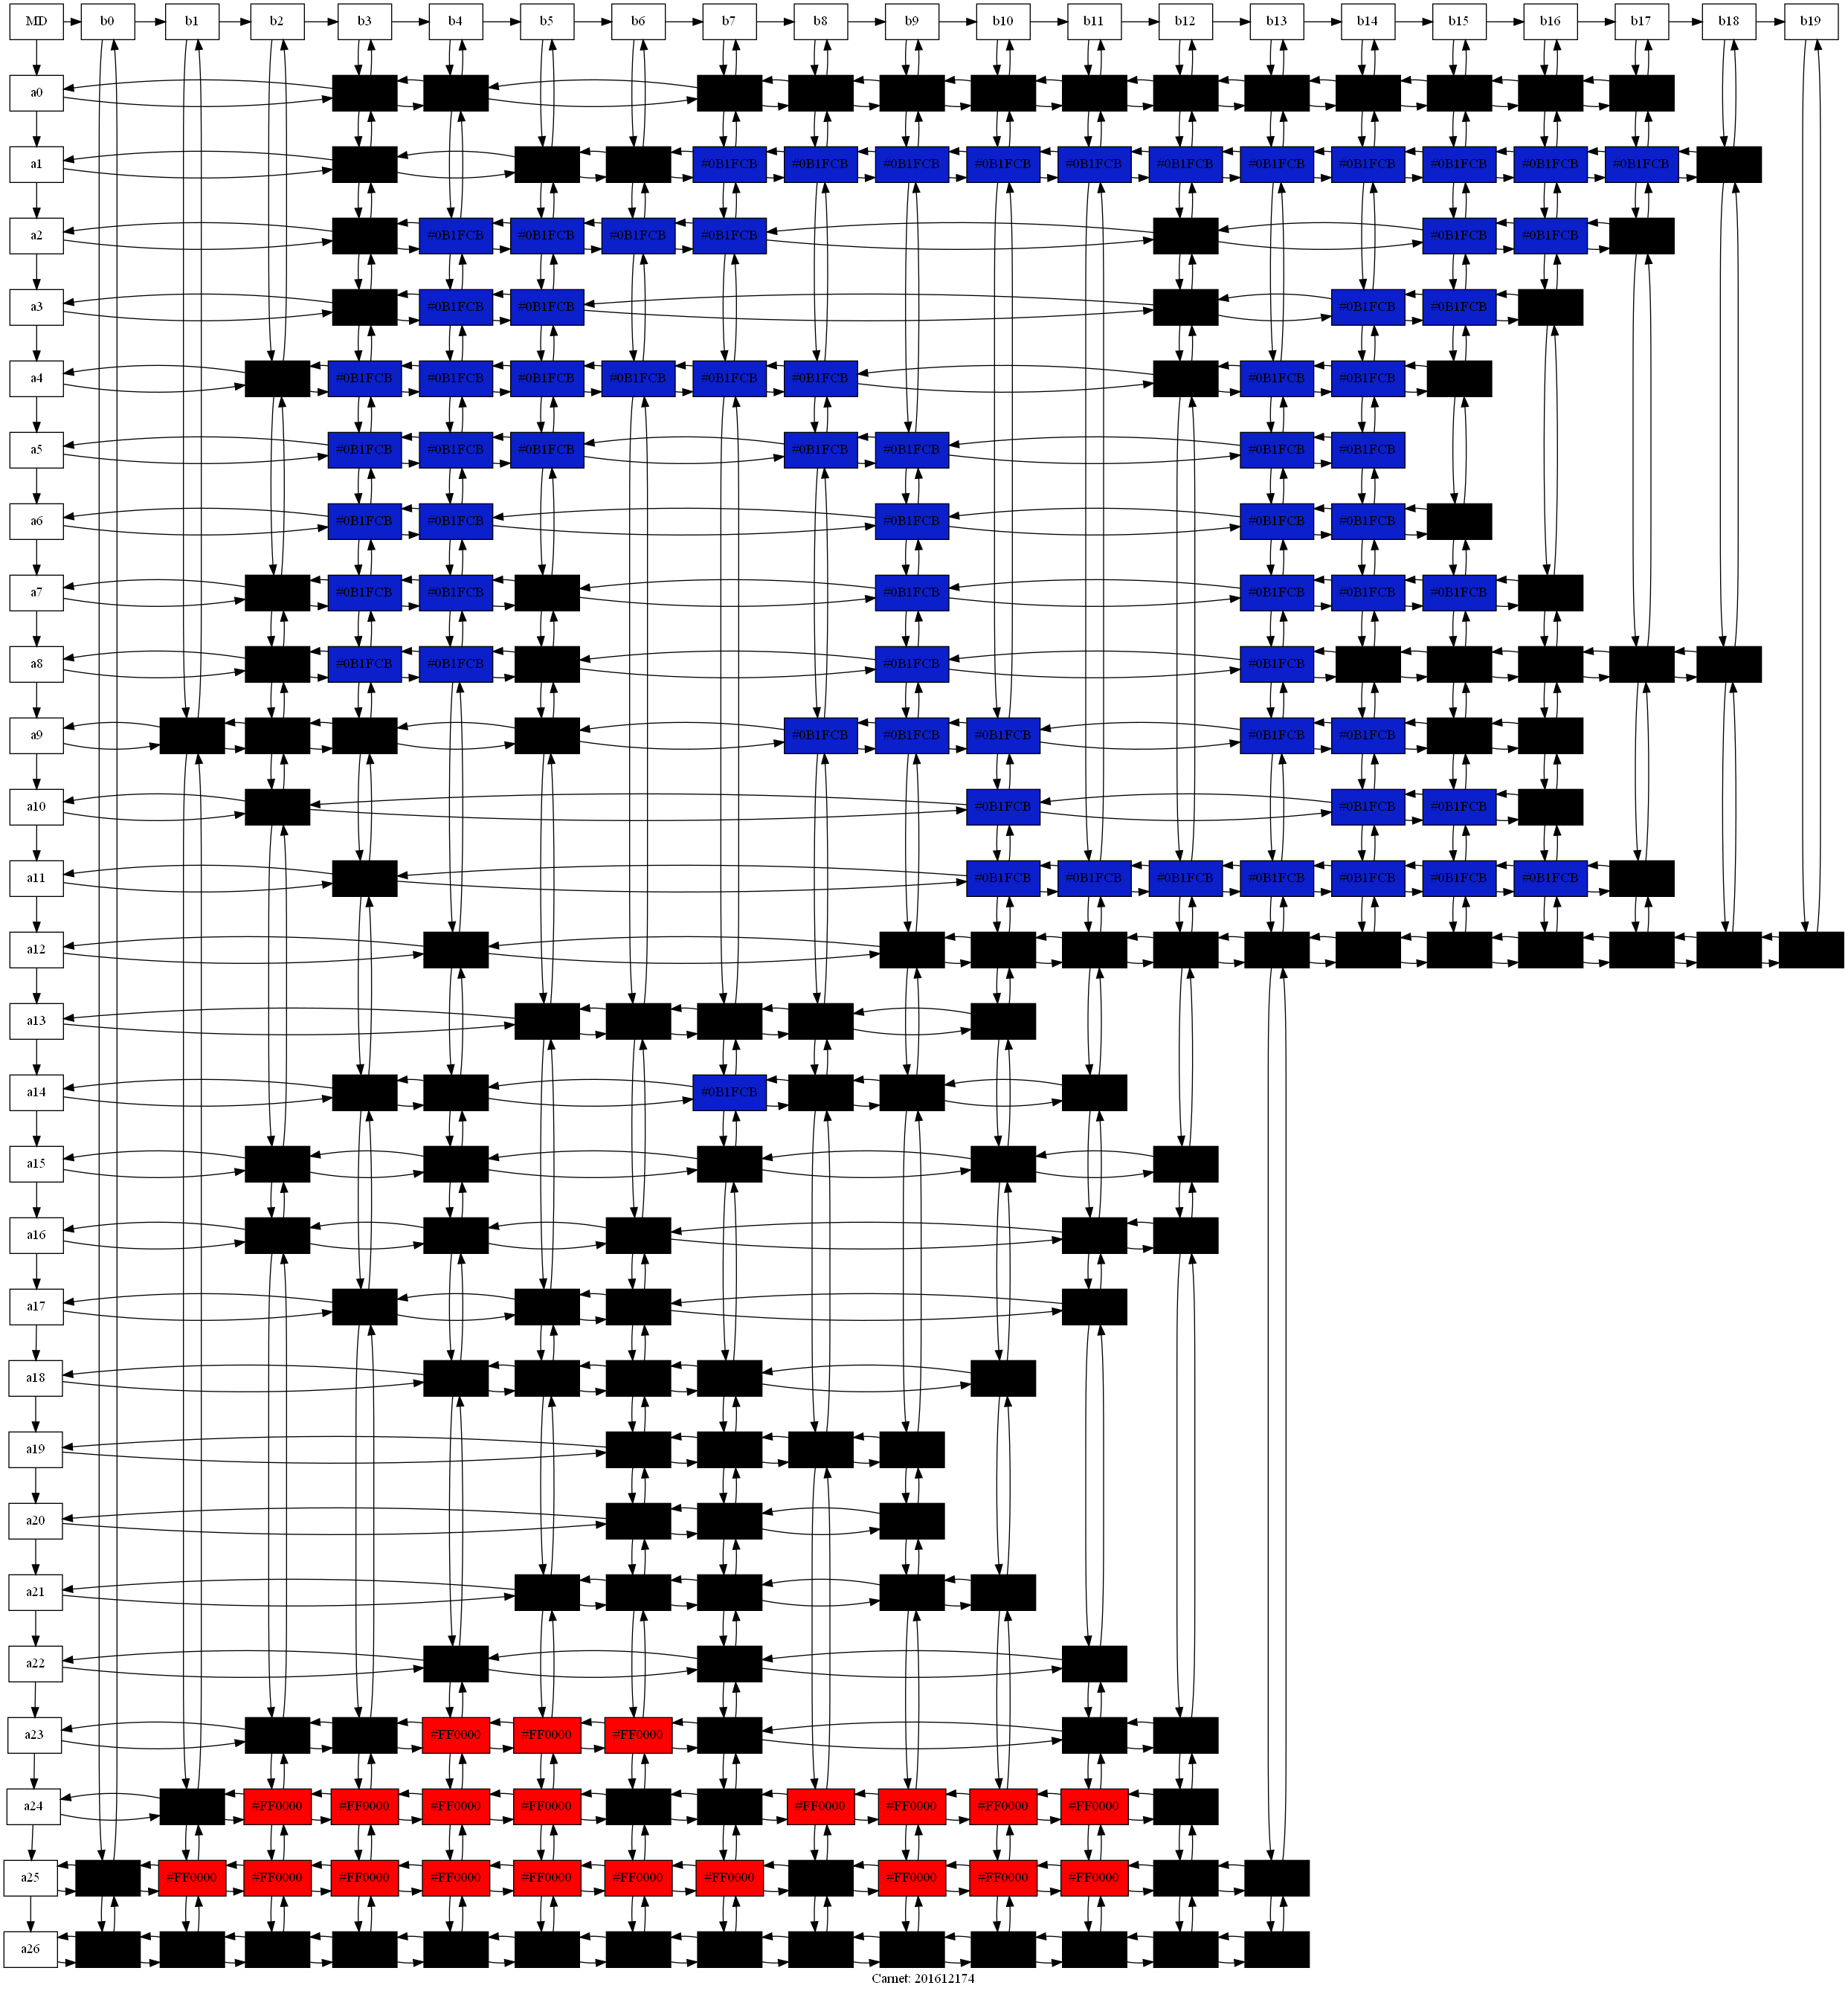 MD b0 b1 b2 b3 b4 b5 b6 b7 b8 b9 b10 b11 b12 b13 b14 b15 b16 b17 b18 b19
a0
a1 #0B1FCB #0B1FCB #0B1FCB #0B1FCB #0B1FCB #0B1FCB #0B1FCB #0B1FCB #0B1FCB #0B1FCB #0B1FCB
a2 #0B1FCB #0B1FCB #0B1FCB #0B1FCB #0B1FCB #0B1FCB
a3 #0B1FCB #0B1FCB #0B1FCB #0B1FCB
a4 #0B1FCB #0B1FCB #0B1FCB #0B1FCB #0B1FCB #0B1FCB #0B1FCB #0B1FCB
a5 #0B1FCB #0B1FCB #0B1FCB #0B1FCB #0B1FCB #0B1FCB #0B1FCB
a6 #0B1FCB #0B1FCB #0B1FCB #0B1FCB #0B1FCB
a7 #0B1FCB #0B1FCB #0B1FCB #0B1FCB #0B1FCB #0B1FCB
a8 #0B1FCB #0B1FCB #0B1FCB #0B1FCB
a9 #0B1FCB #0B1FCB #0B1FCB #0B1FCB #0B1FCB
a10 #0B1FCB #0B1FCB #0B1FCB
a11 #0B1FCB #0B1FCB #0B1FCB #0B1FCB #0B1FCB #0B1FCB #0B1FCB
a12
a13
a14 #0B1FCB
a15
a16
a17
a18
a19
a20
a21
a22
a23 #FF0000 #FF0000 #FF0000
a24 #FF0000 #FF0000 #FF0000 #FF0000 #FF0000 #FF0000 #FF0000 #FF0000
a25 #FF0000 #FF0000 #FF0000 #FF0000 #FF0000 #FF0000 #FF0000 #FF0000 #FF0000 #FF0000
a26
Carnet: 201612174